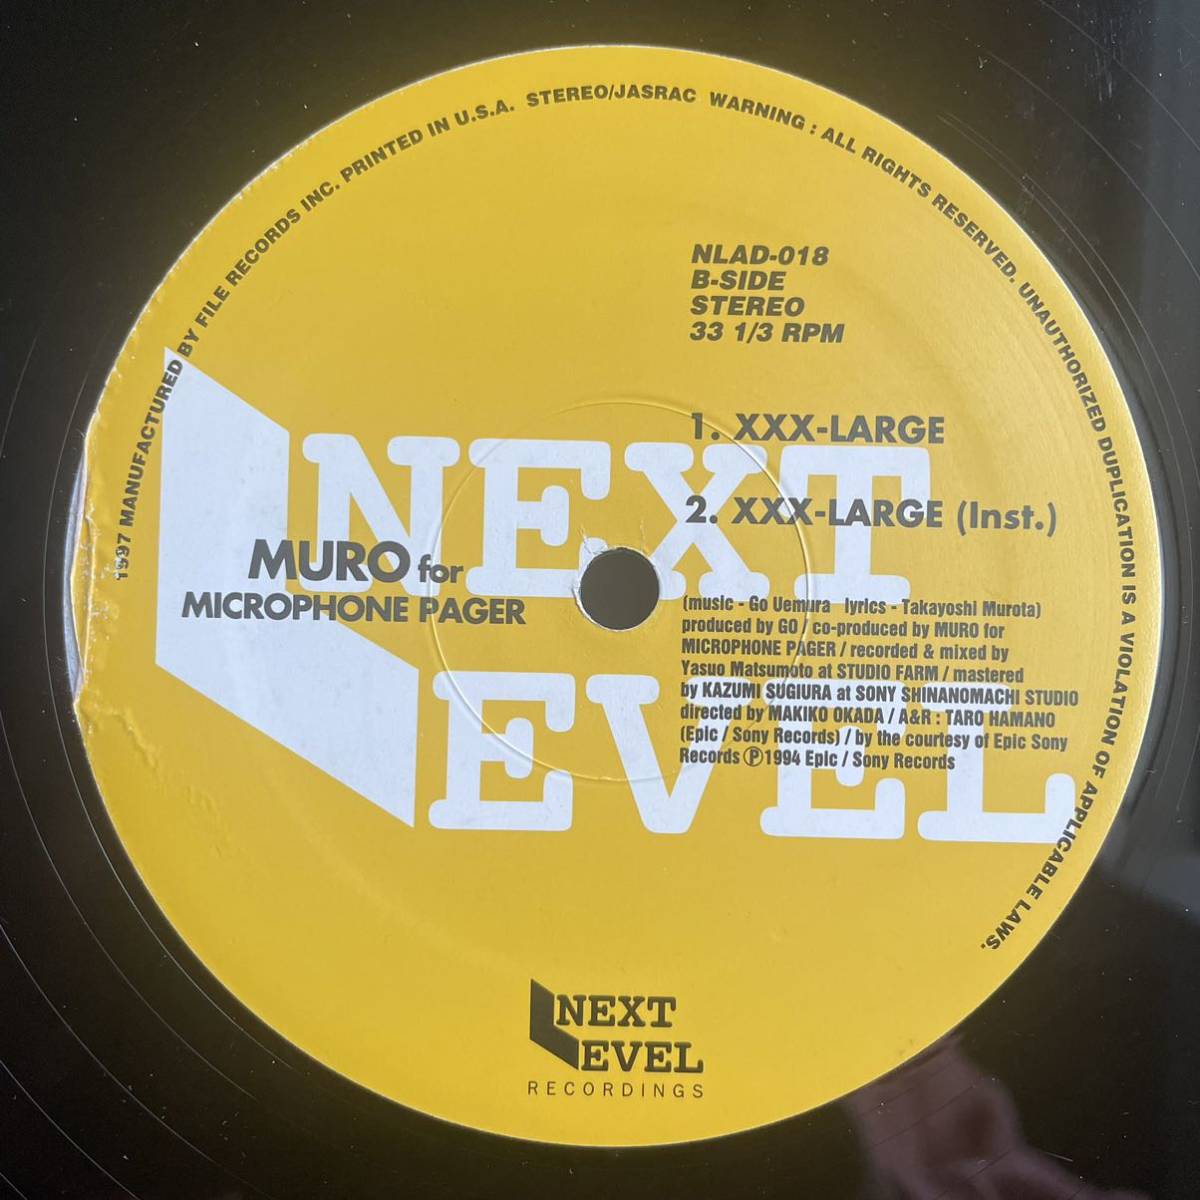 1997 MANUFACTURED BY FILE RECORDS INC. PRINTED IN U.S.A. STEREO/JASRAC WARNING : ALL RIGHTS RESERVED. UNAUTHORIZED DUPLICATION IS A VIOLATION OF APPLICABLE LAWS.
NLAD-018
B-SIDE
STEREO
33 1/3 RPM
1. XXX-LARGE
2. XXX-LARGE (Inst.)
NEXT
LEVEL
MURO for
MICROPHONE PAGER
(music - Go Uemura lyrics - Takayoshi Murota)
produced by GO / co-produced by MURO for
MICROPHONE PAGER / recorded & mixed by
Yasuo Matsumoto at STUDIO FARM / mastered
by KAZUMI SUGIURA at SONY SHINANOMACHI STUDIO
directed by MAKIKO OKADA / A&R : TARO HAMANO
(Epic / Sony Records) / by the courtesy of Epic Sony
Records Ⓟ1994 Epic / Sony Records
NEXT
LEVEL
RECORDINGS